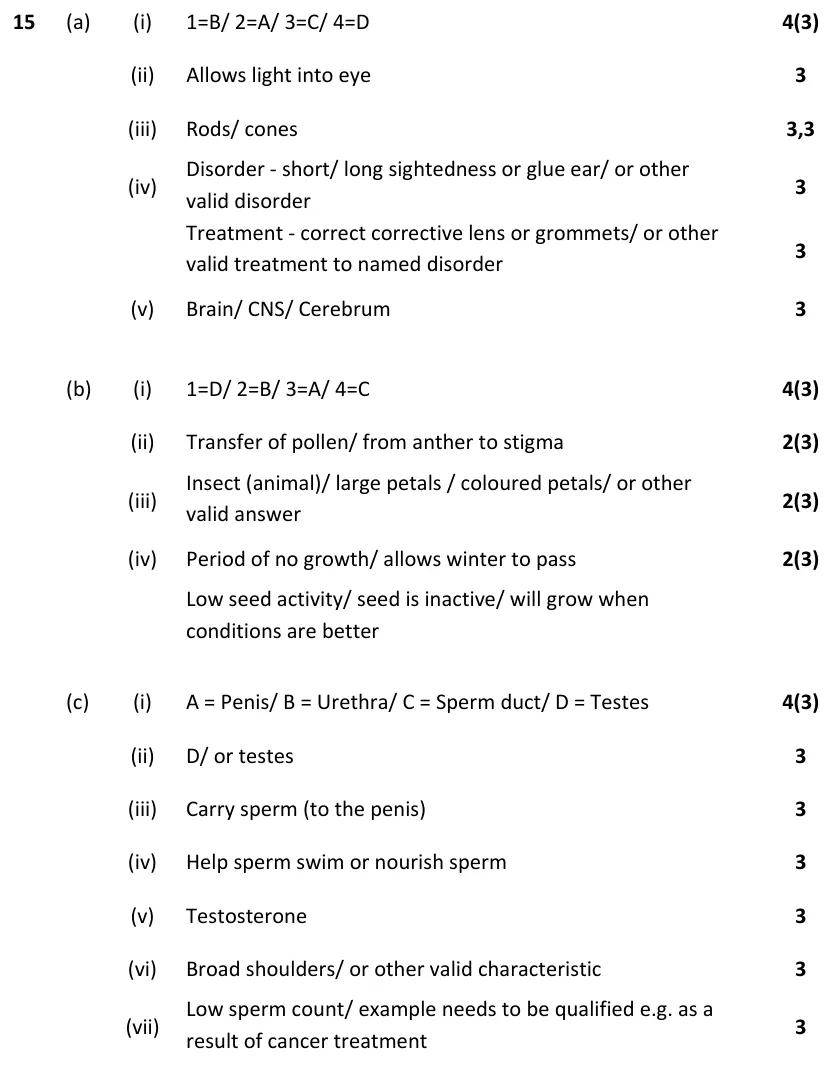 15 (a) (i) 1=B/ 2=A/ 3=C/ 4=D 4(3)
(ii) Allows light into eye 3
(iii) Rods/ cones 3,3
(iv) Disorder - short/ long sightedness or glue ear/ or other
valid disorder 3
Treatment - correct corrective lens or grommets/ or other
valid treatment to named disorder 3
(v) Brain/ CNS/ Cerebrum 3
(b) (i) 1=D/ 2=B/ 3=A/ 4=C 4(3)
(ii) Transfer of pollen/ from anther to stigma 2(3)
(iii) Insect (animal)/ large petals / coloured petals/ or other
valid answer 2(3)
(iv) Period of no growth/ allows winter to pass 2(3)
Low seed activity/ seed is inactive/ will grow when
conditions are better
(c) (i) A = Penis/ B = Urethra/ C = Sperm duct/ D = Testes 4(3)
(ii) D/ or testes 3
(iii) Carry sperm (to the penis) 3
(iv) Help sperm swim or nourish sperm 3
(v) Testosterone 3
(vi) Broad shoulders/ or other valid characteristic 3
(vii) Low sperm count/ example needs to be qualified e.g. as a
result of cancer treatment 3